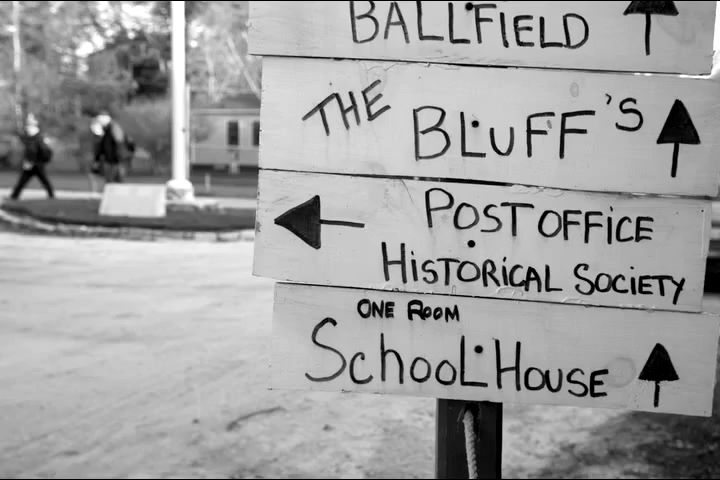 BALLFIELD
THE BLUFF'S
POST OFFICE
HISTORICAL SOCIETY
ONE ROOM
SCHOOL HOUSE